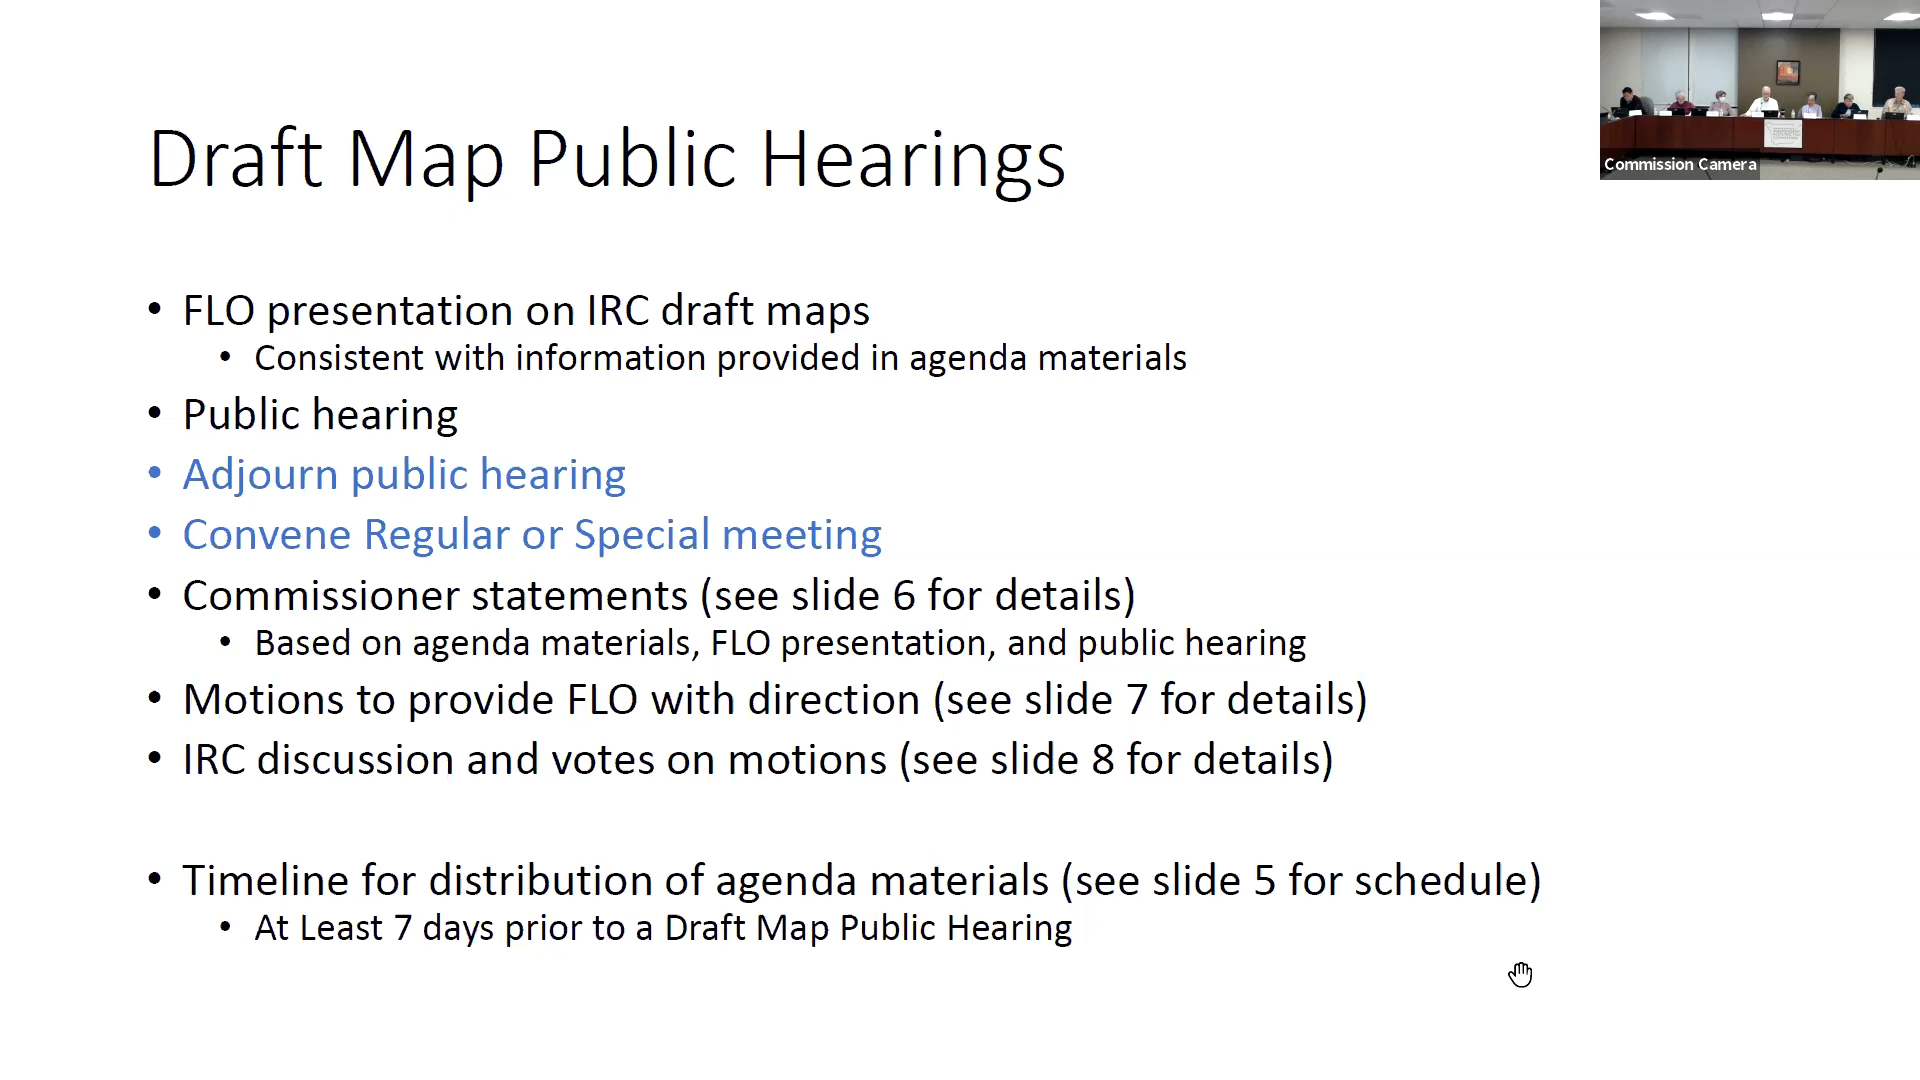 Draft Map Public Hearings
Commission Camera
• FLO presentation on IRC draft maps
• Consistent with information provided in agenda materials
• Public hearing
• Adjourn public hearing
• Convene Regular or Special meeting
• Commissioner statements (see slide 6 for details)
• Based on agenda materials, FLO presentation, and public hearing
• Motions to provide FLO with direction (see slide 7 for details)
• IRC discussion and votes on motions (see slide 8 for details)
• Timeline for distribution of agenda materials (see slide 5 for schedule)
• At Least 7 days prior to a Draft Map Public Hearing